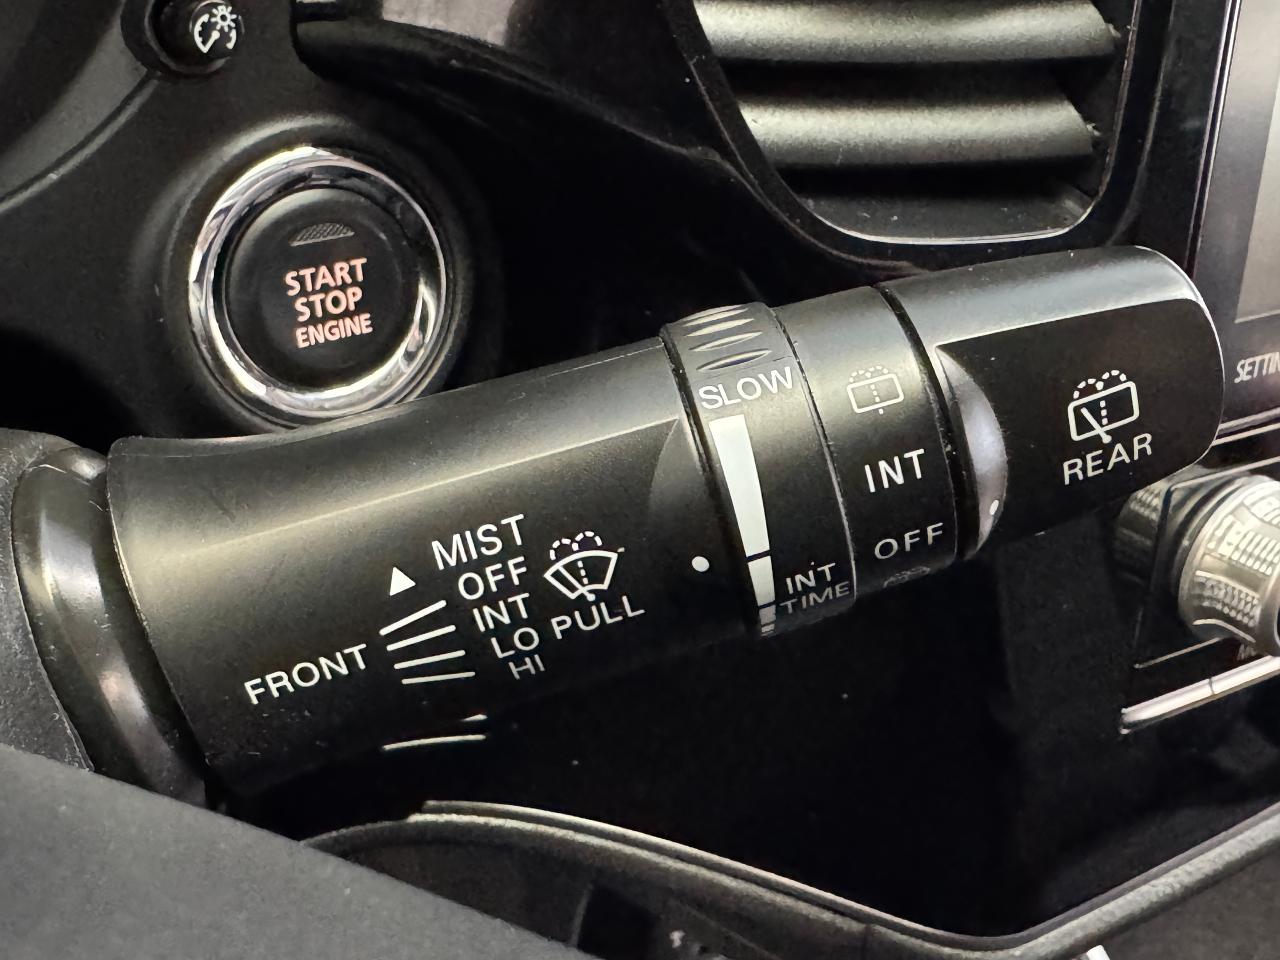 START
STOP
ENGINE
SLOW
INT
TIME
INT
OFF
REAR
MIST
OFF
INT
LO
HI
PULL
FRONT